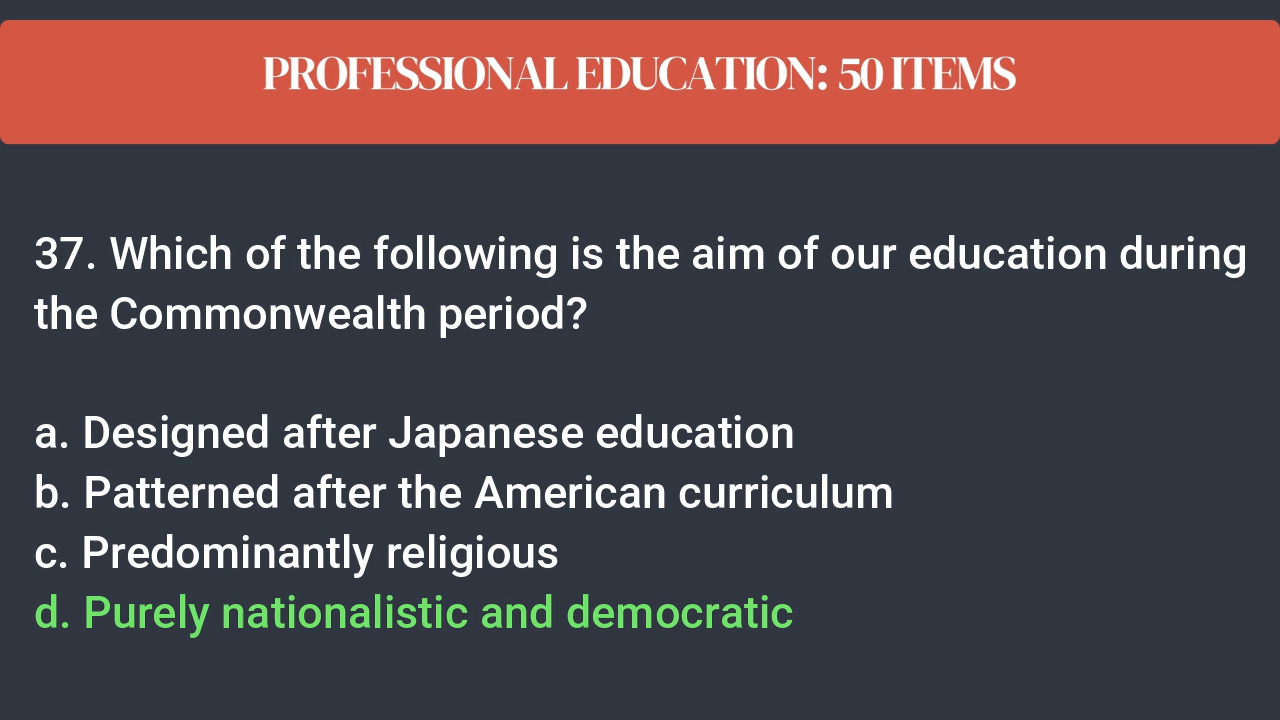 PROFESSIONAL EDUCATION: 50 ITEMS
37. Which of the following is the aim of our education during
the Commonwealth period?
a. Designed after Japanese education
b. Patterned after the American curriculum
c. Predominantly religious
d. Purely nationalistic and democratic